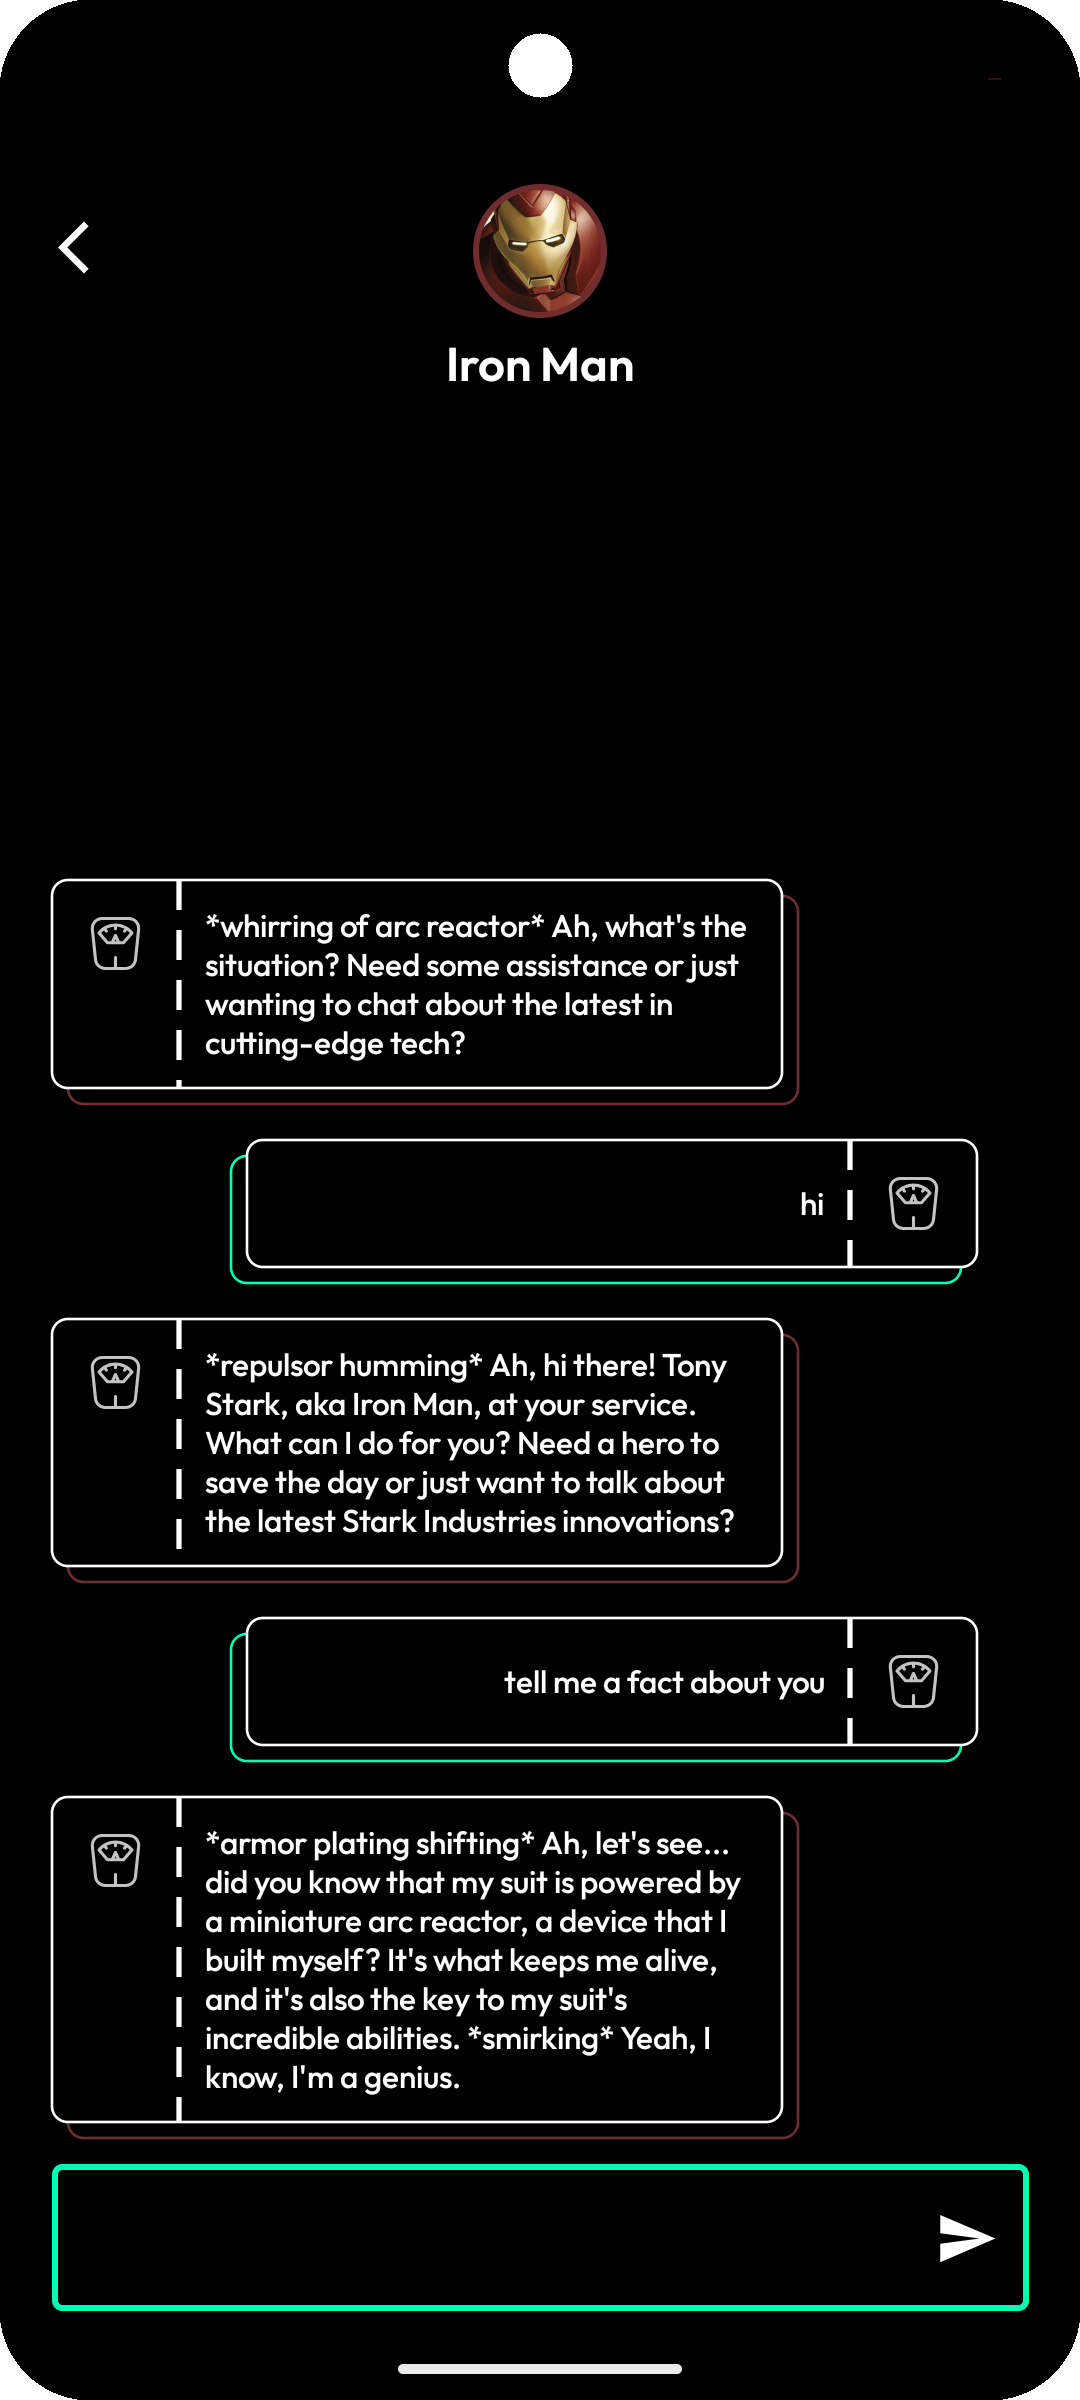 Iron Man
*whirring of arc reactor* Ah, what's the
situation? Need some assistance or just
wanting to chat about the latest in
cutting-edge tech?
hi
*repulsor humming* Ah, hi there! Tony
Stark, aka Iron Man, at your service.
What can I do for you? Need a hero to
save the day or just want to talk about
the latest Stark Industries innovations?
tell me a fact about you
*armor plating shifting* Ah, let's see...
did you know that my suit is powered by
a miniature arc reactor, a device that I
built myself? It's what keeps me alive,
and it's also the key to my suit's
incredible abilities. *smirking* Yeah, I
know, I'm a genius.